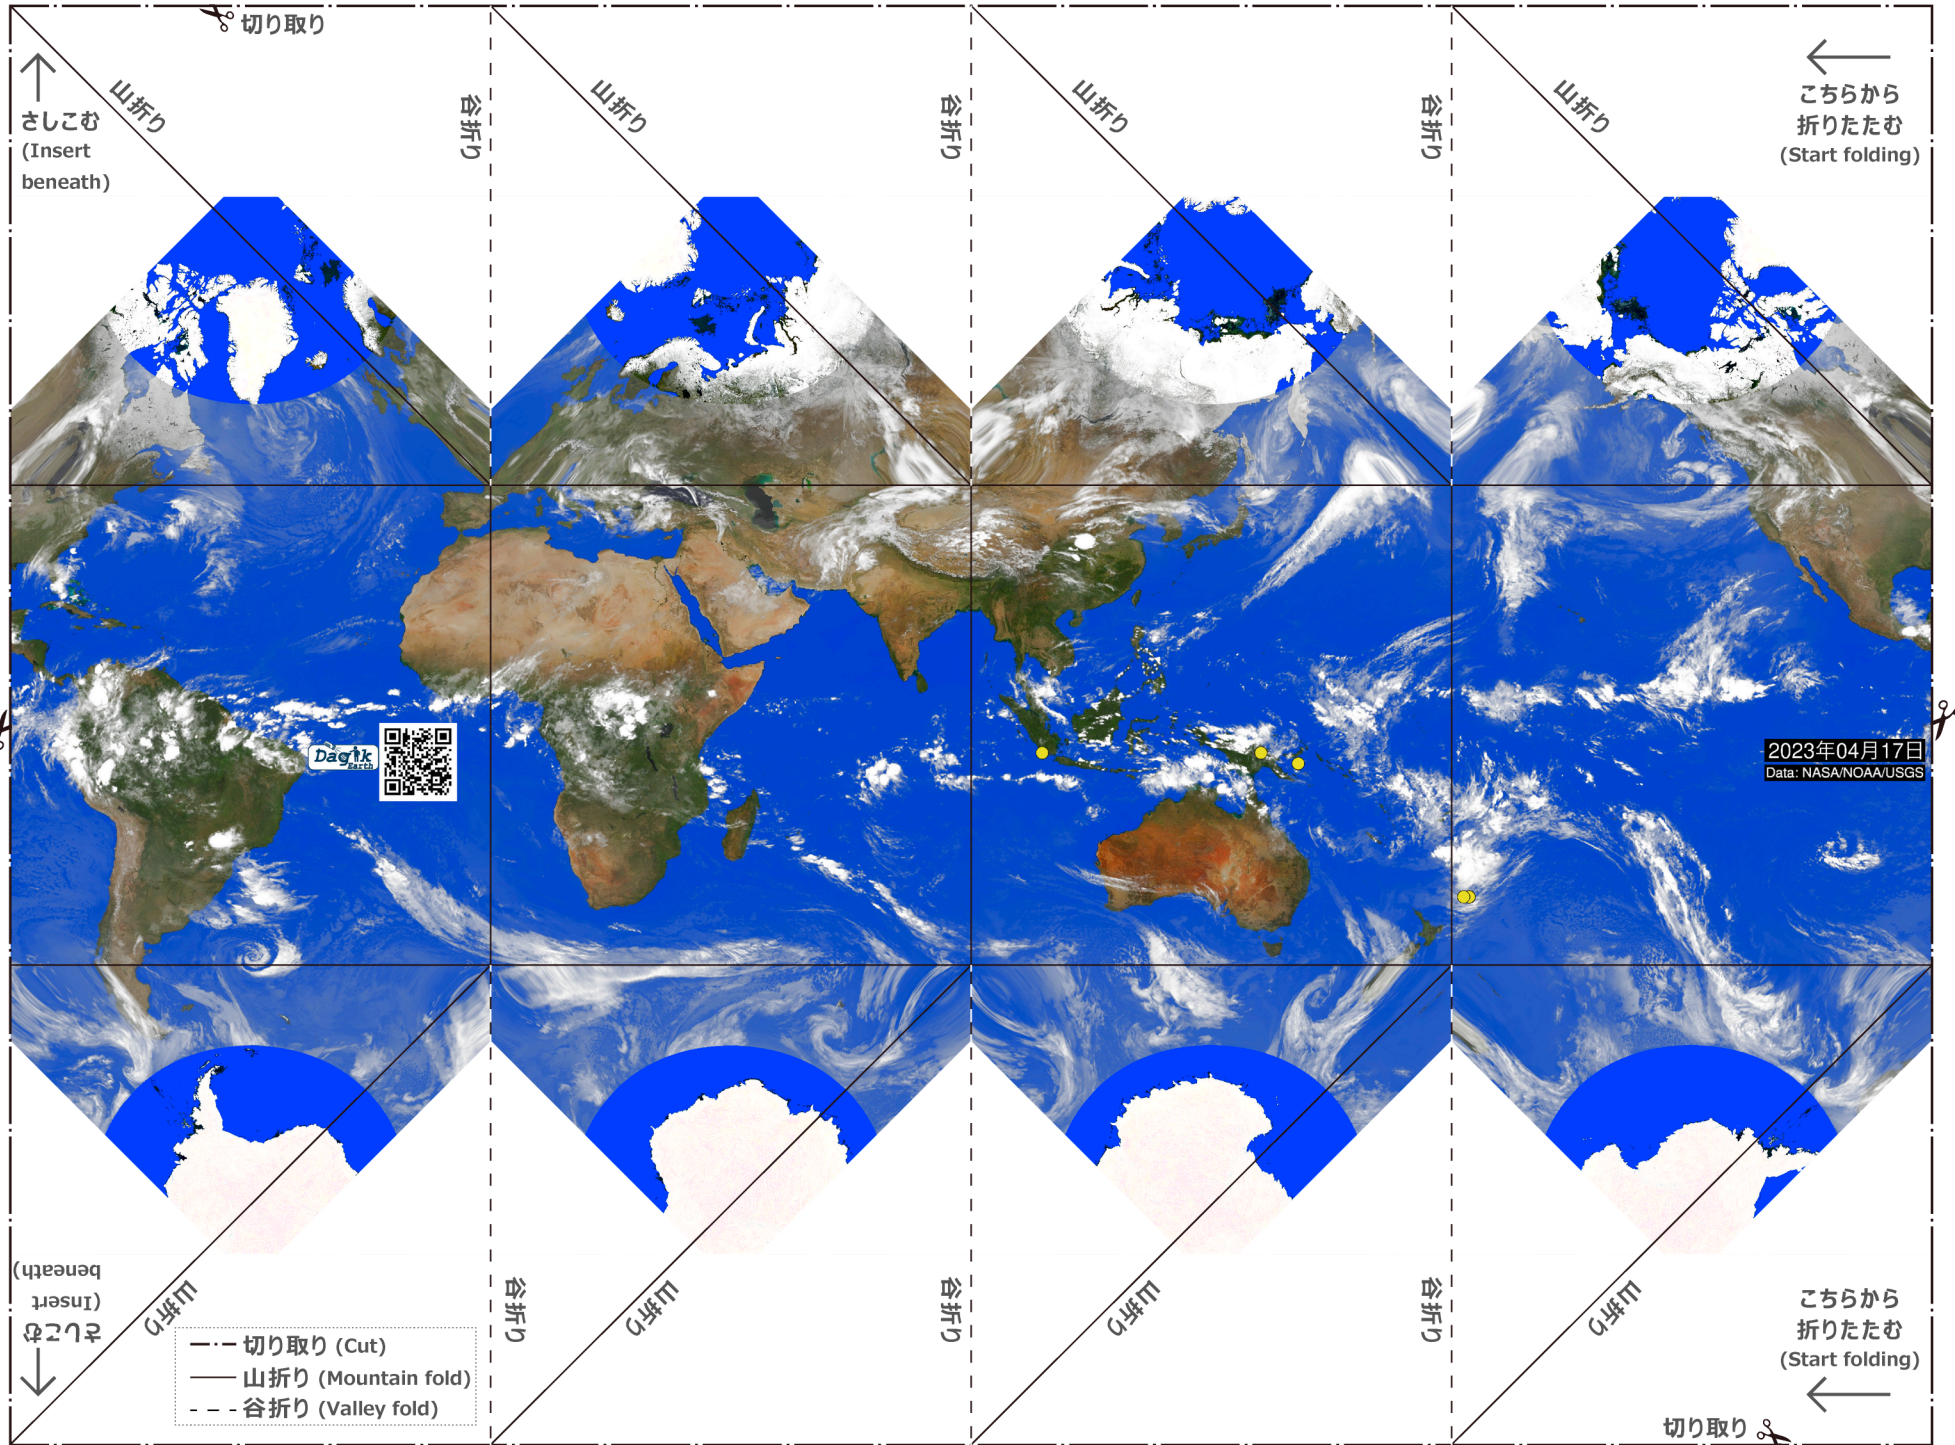 切り取り
さしこむ
(Insert
beneath)
山折り
谷折り
山折り
谷折り
山折り
谷折り
山折り
こちらから
折りたたむ
(Start folding)
Dagik
Earth
2023年04月17日
Data: NASA/NOAA/USGS
さしこむ
(Insert
beneath)
山折り
谷折り
山折り
谷折り
山折り
谷折り
山折り
こちらから
折りたたむ
(Start folding)
切り取り (Cut)
山折り (Mountain fold)
谷折り (Valley fold)
切り取り